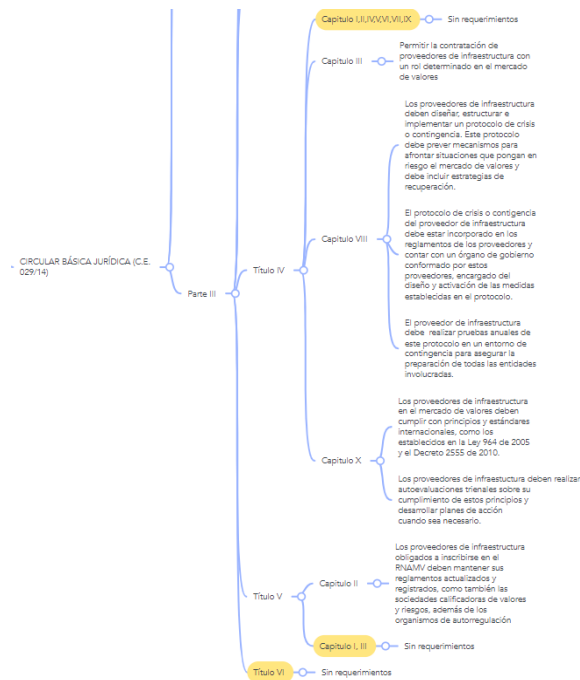 Capitulo I,II,IV,V,VI,VII,IX
Sin requerimientos
Capitulo III
Permitir la contratación de
proveedores de infraestructura con
un rol determinado en el mercado
de valores
Los proveedores de infraestructura
deben diseñar, estructurar e
implementar un protocolo de crisis
o contingencia. Este protocolo
debe prever mecanismos para
afrontar situaciones que pongan en
riesgo el mercado de valores y
debe incluir estrategias de
recuperación.
Capitulo VIII
El protocolo de crisis o contigencia
del proveedor de infraestructura
debe estar incorporado en los
reglamentos de los proveedores y
contar con un órgano de gobierno
conformado por estos
proveedores, encargado del
diseño y activación de las medidas
establecidas en el protocolo.
CIRCULAR BÁSICA JURÍDICA (C.E.
029/14)
Parte III
Título IV
El proveedor de infraestructura
debe realizar pruebas anuales de
este protocolo en un entorno de
contingencia para asegurar la
preparación de todas las entidades
involucradas.
Capitulo X
Los proveedores de infraestructura
en el mercado de valores deben
cumplir con principios y estándares
internacionales, como los
establecidos en la Ley 964 de 2005
y el Decreto 2555 de 2010.
Los proveedores de infraestuctura deben realizar
autoevaluaciones trienales sobre su
cumplimiento de estos principios y
desarrollar planes de acción
cuando sea necesario.
Título V
Capitulo II
Los proveedores de infraestructura
obligados a inscribirse en el
RNAMV deben mantener sus
reglamentos actualizados y
registrados, como también las
sociedades calificadoras de valores
y riesgos, además de los
organismos de autorregulación
Capitulo I, III
Sin requerimientos
Título VI
Sin requerimientos